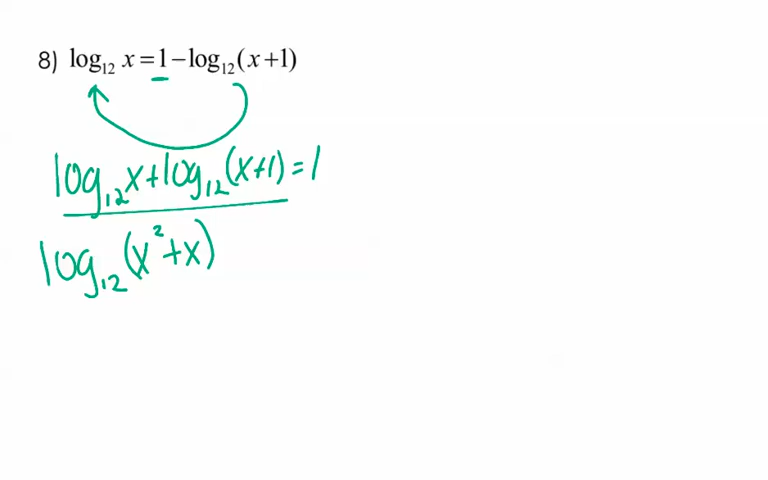 8) log₁₂ x = 1 − log₁₂(x + 1)
log₁₂x + log₁₂(x+1) = 1
log₁₂(x² + x)